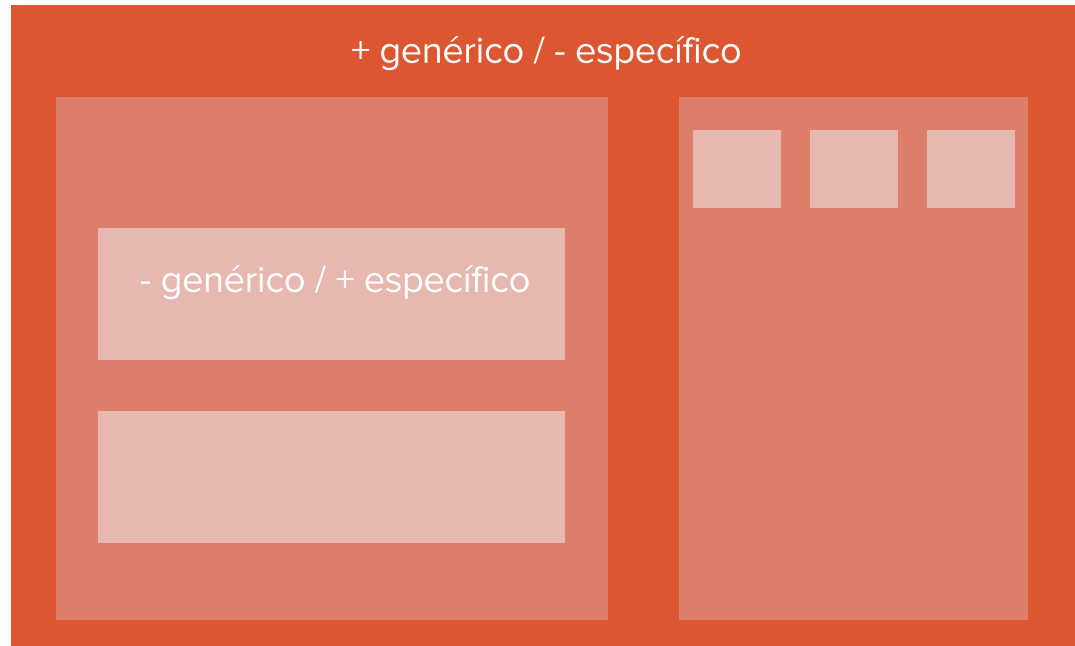 + genérico / - específico
- genérico / + específico